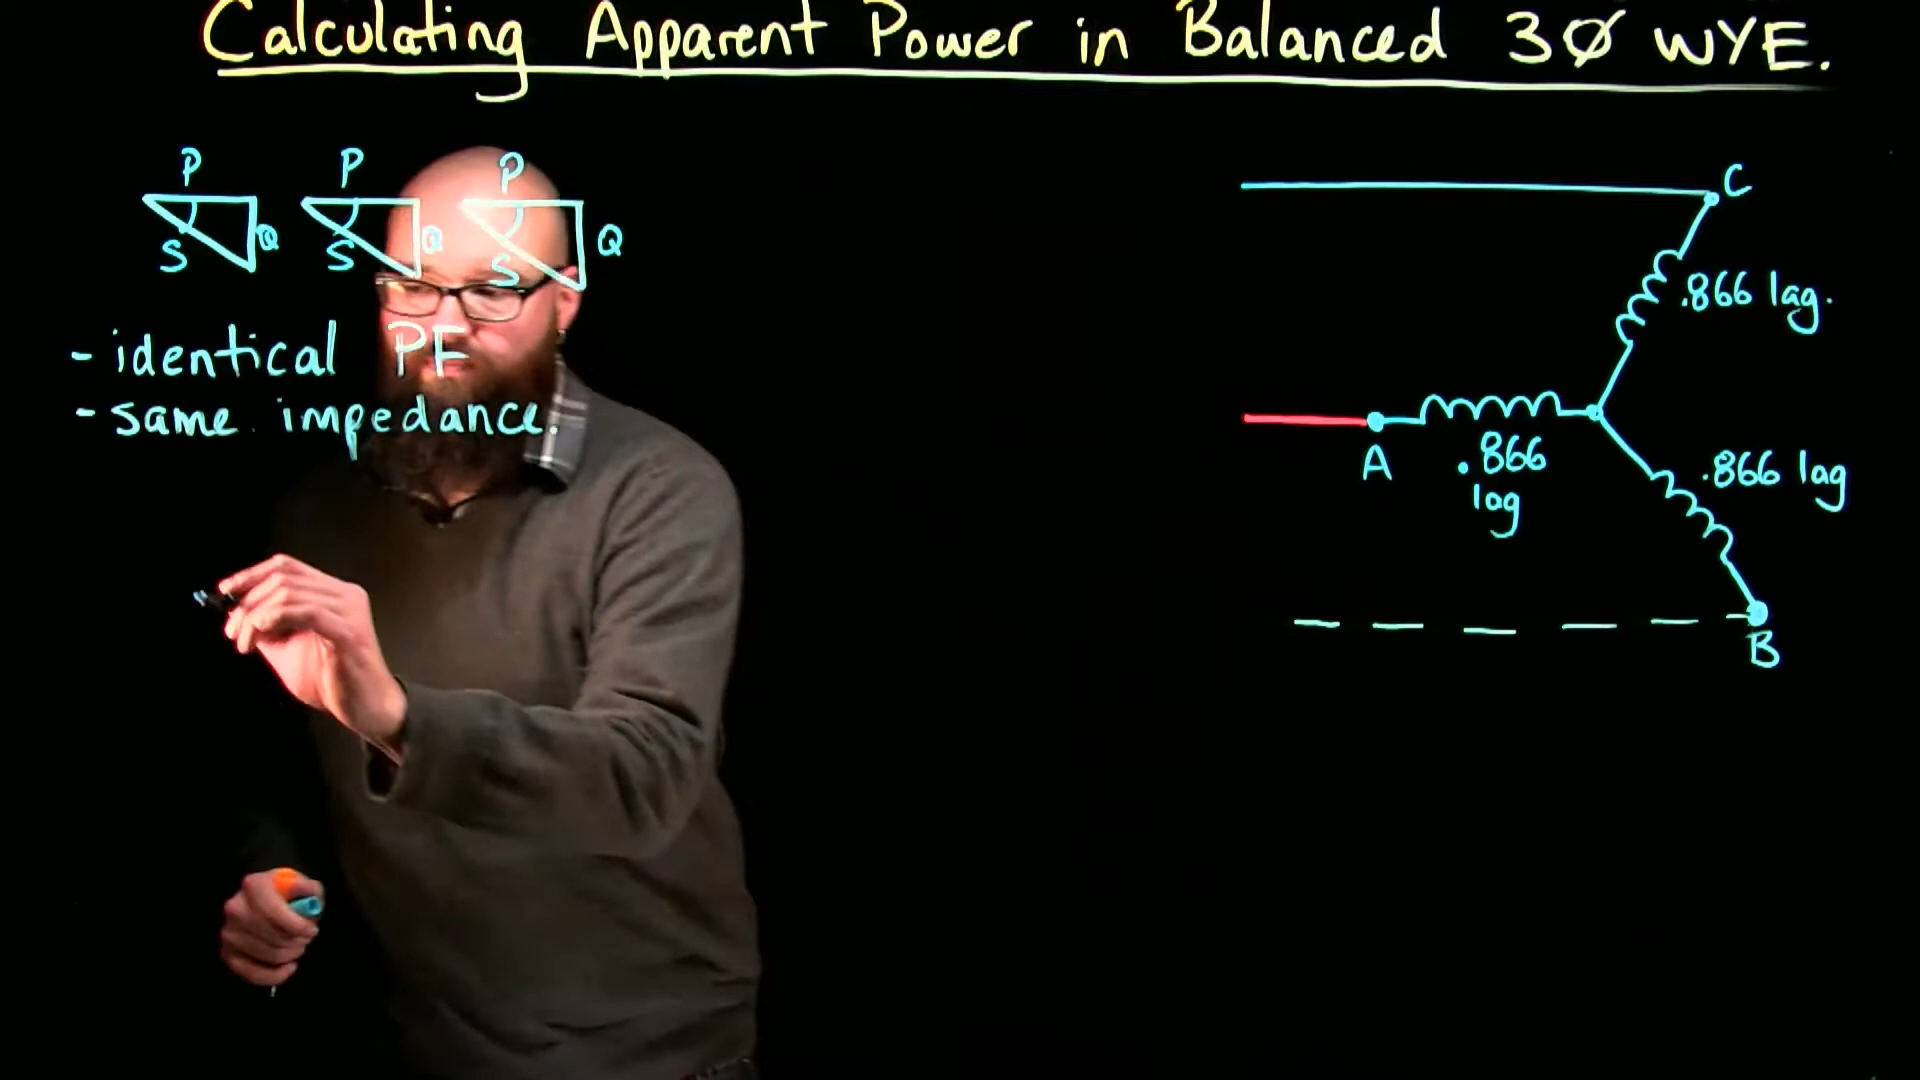 Calculating Apparent Power in Balanced 3Ø WYE.
P P P
S Q S Q S Q
- identical PF
- same impedance.
C
.866 lag.
A
.866
lag
.866 lag
B